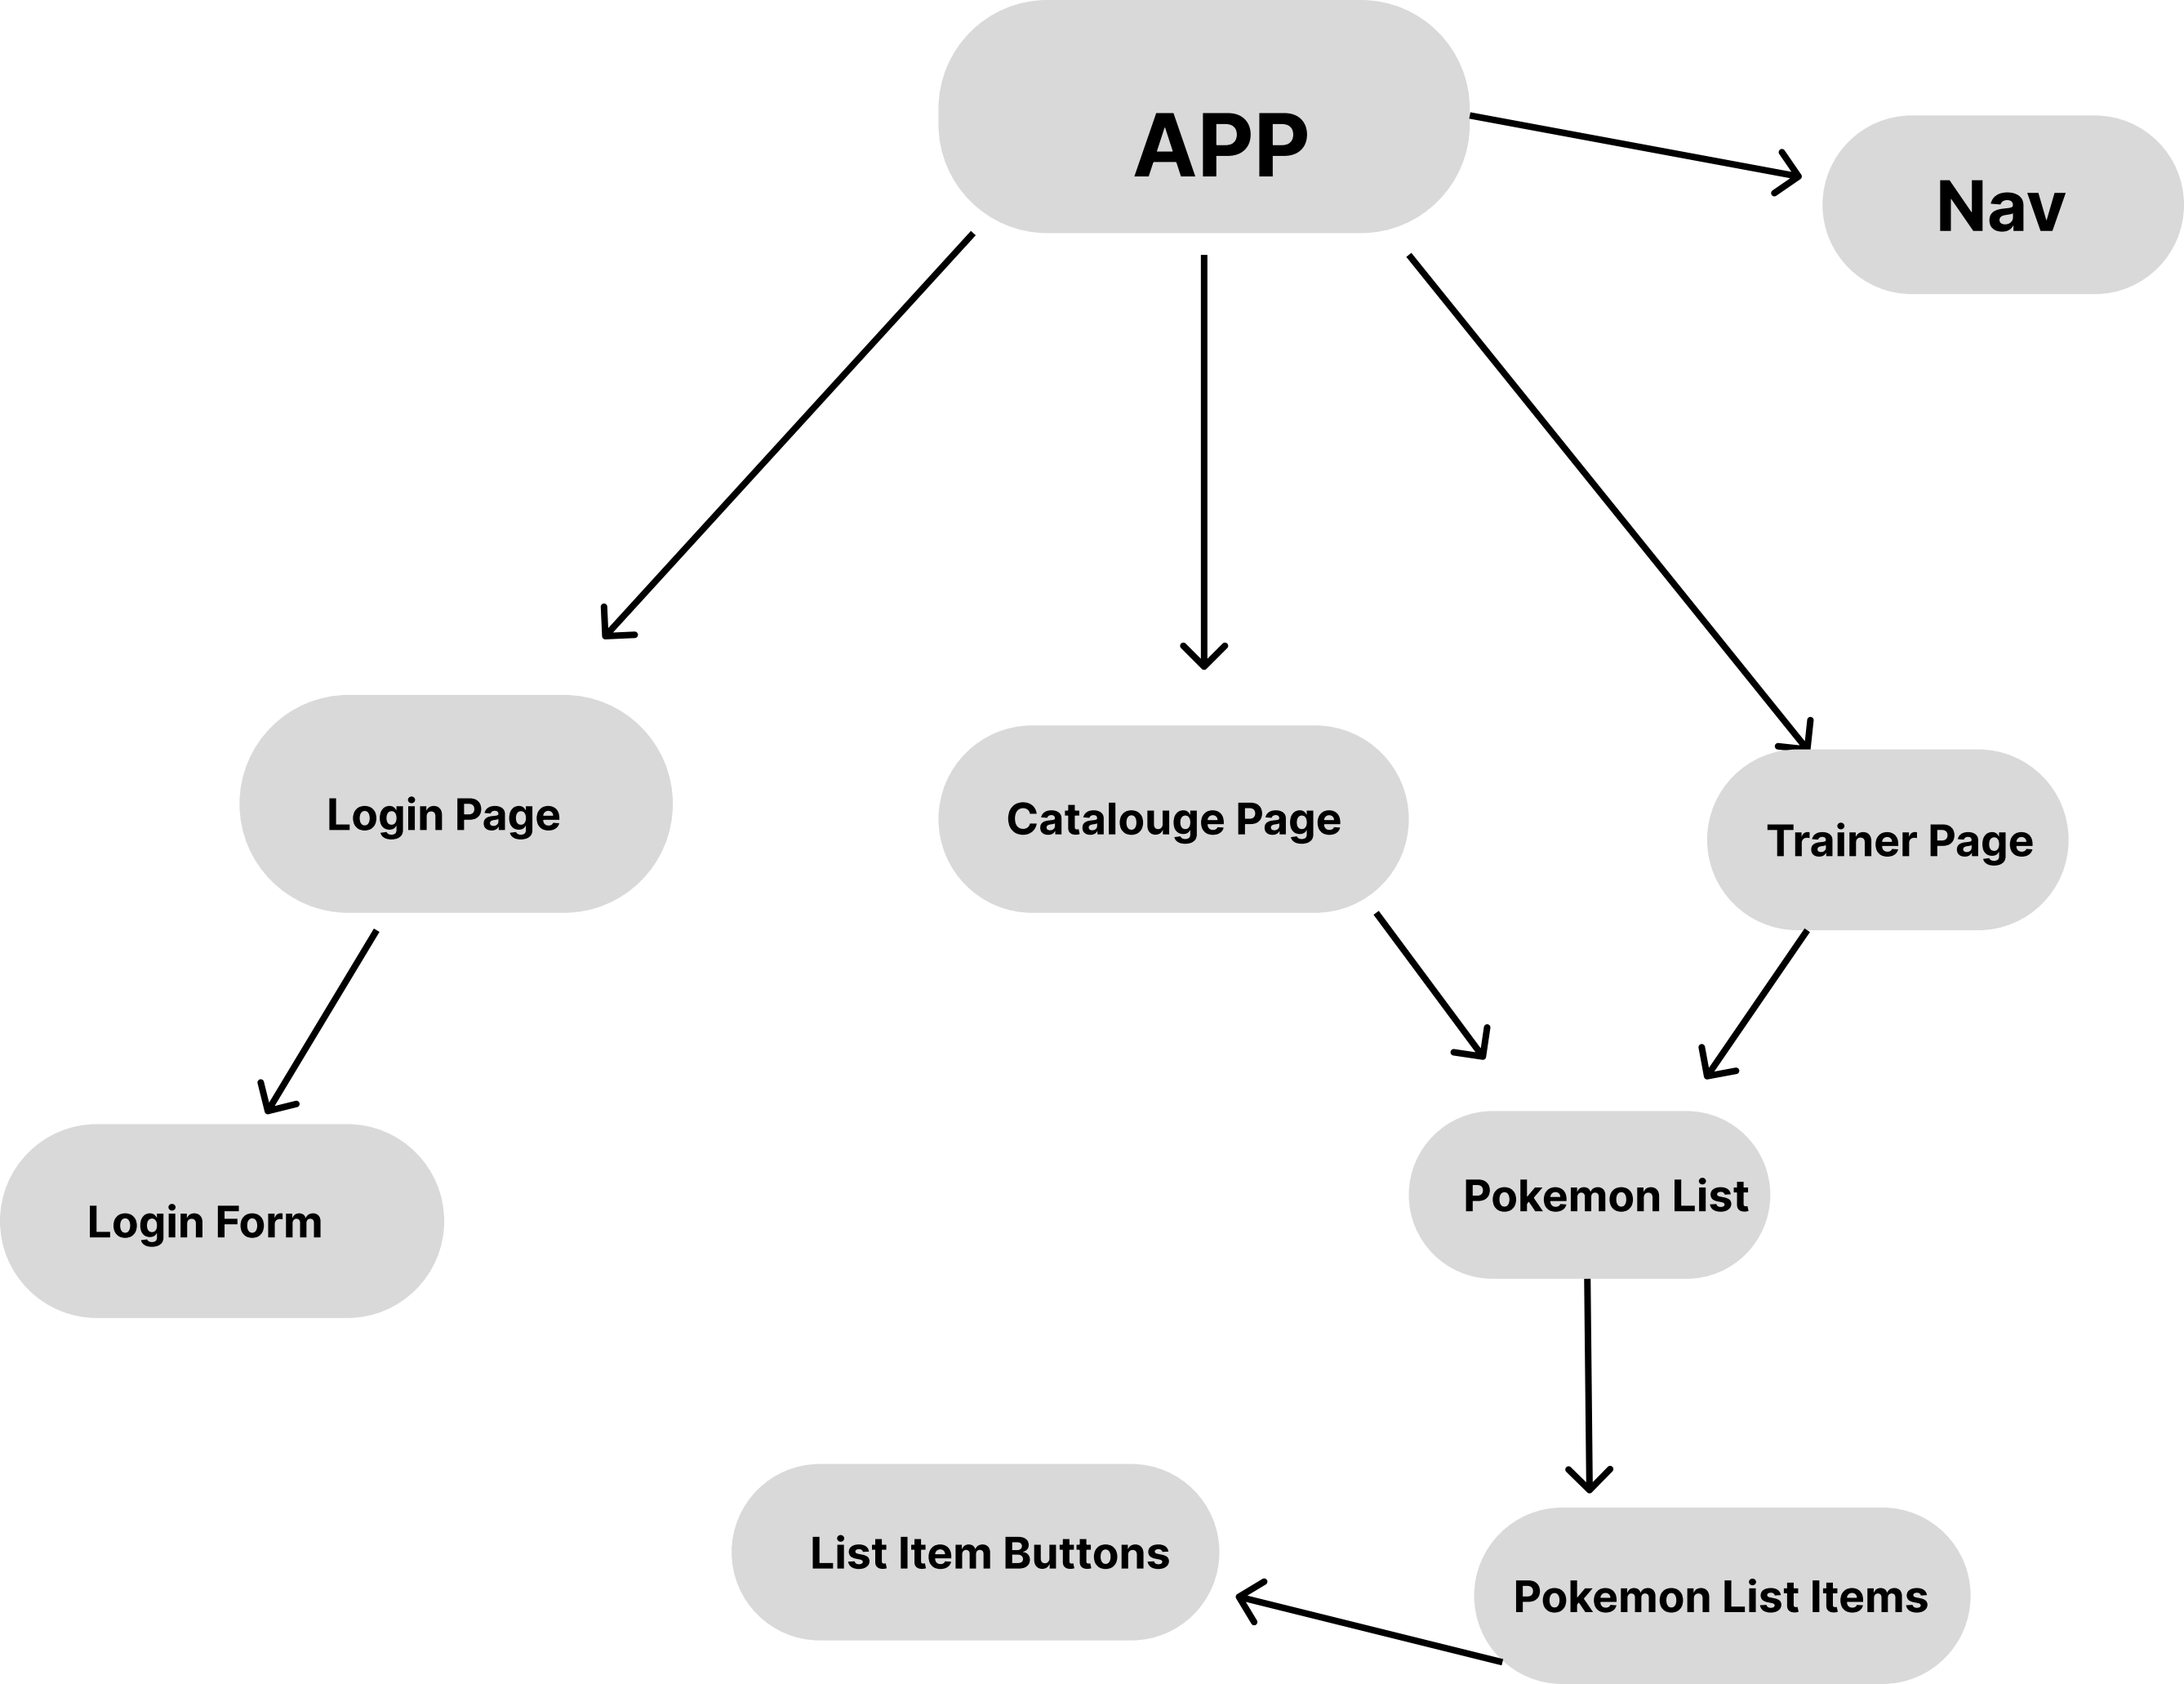 APP
Nav
Login Page
Catalouge Page
Trainer Page
Login Form
Pokemon List
List Item Buttons
Pokemon List Items